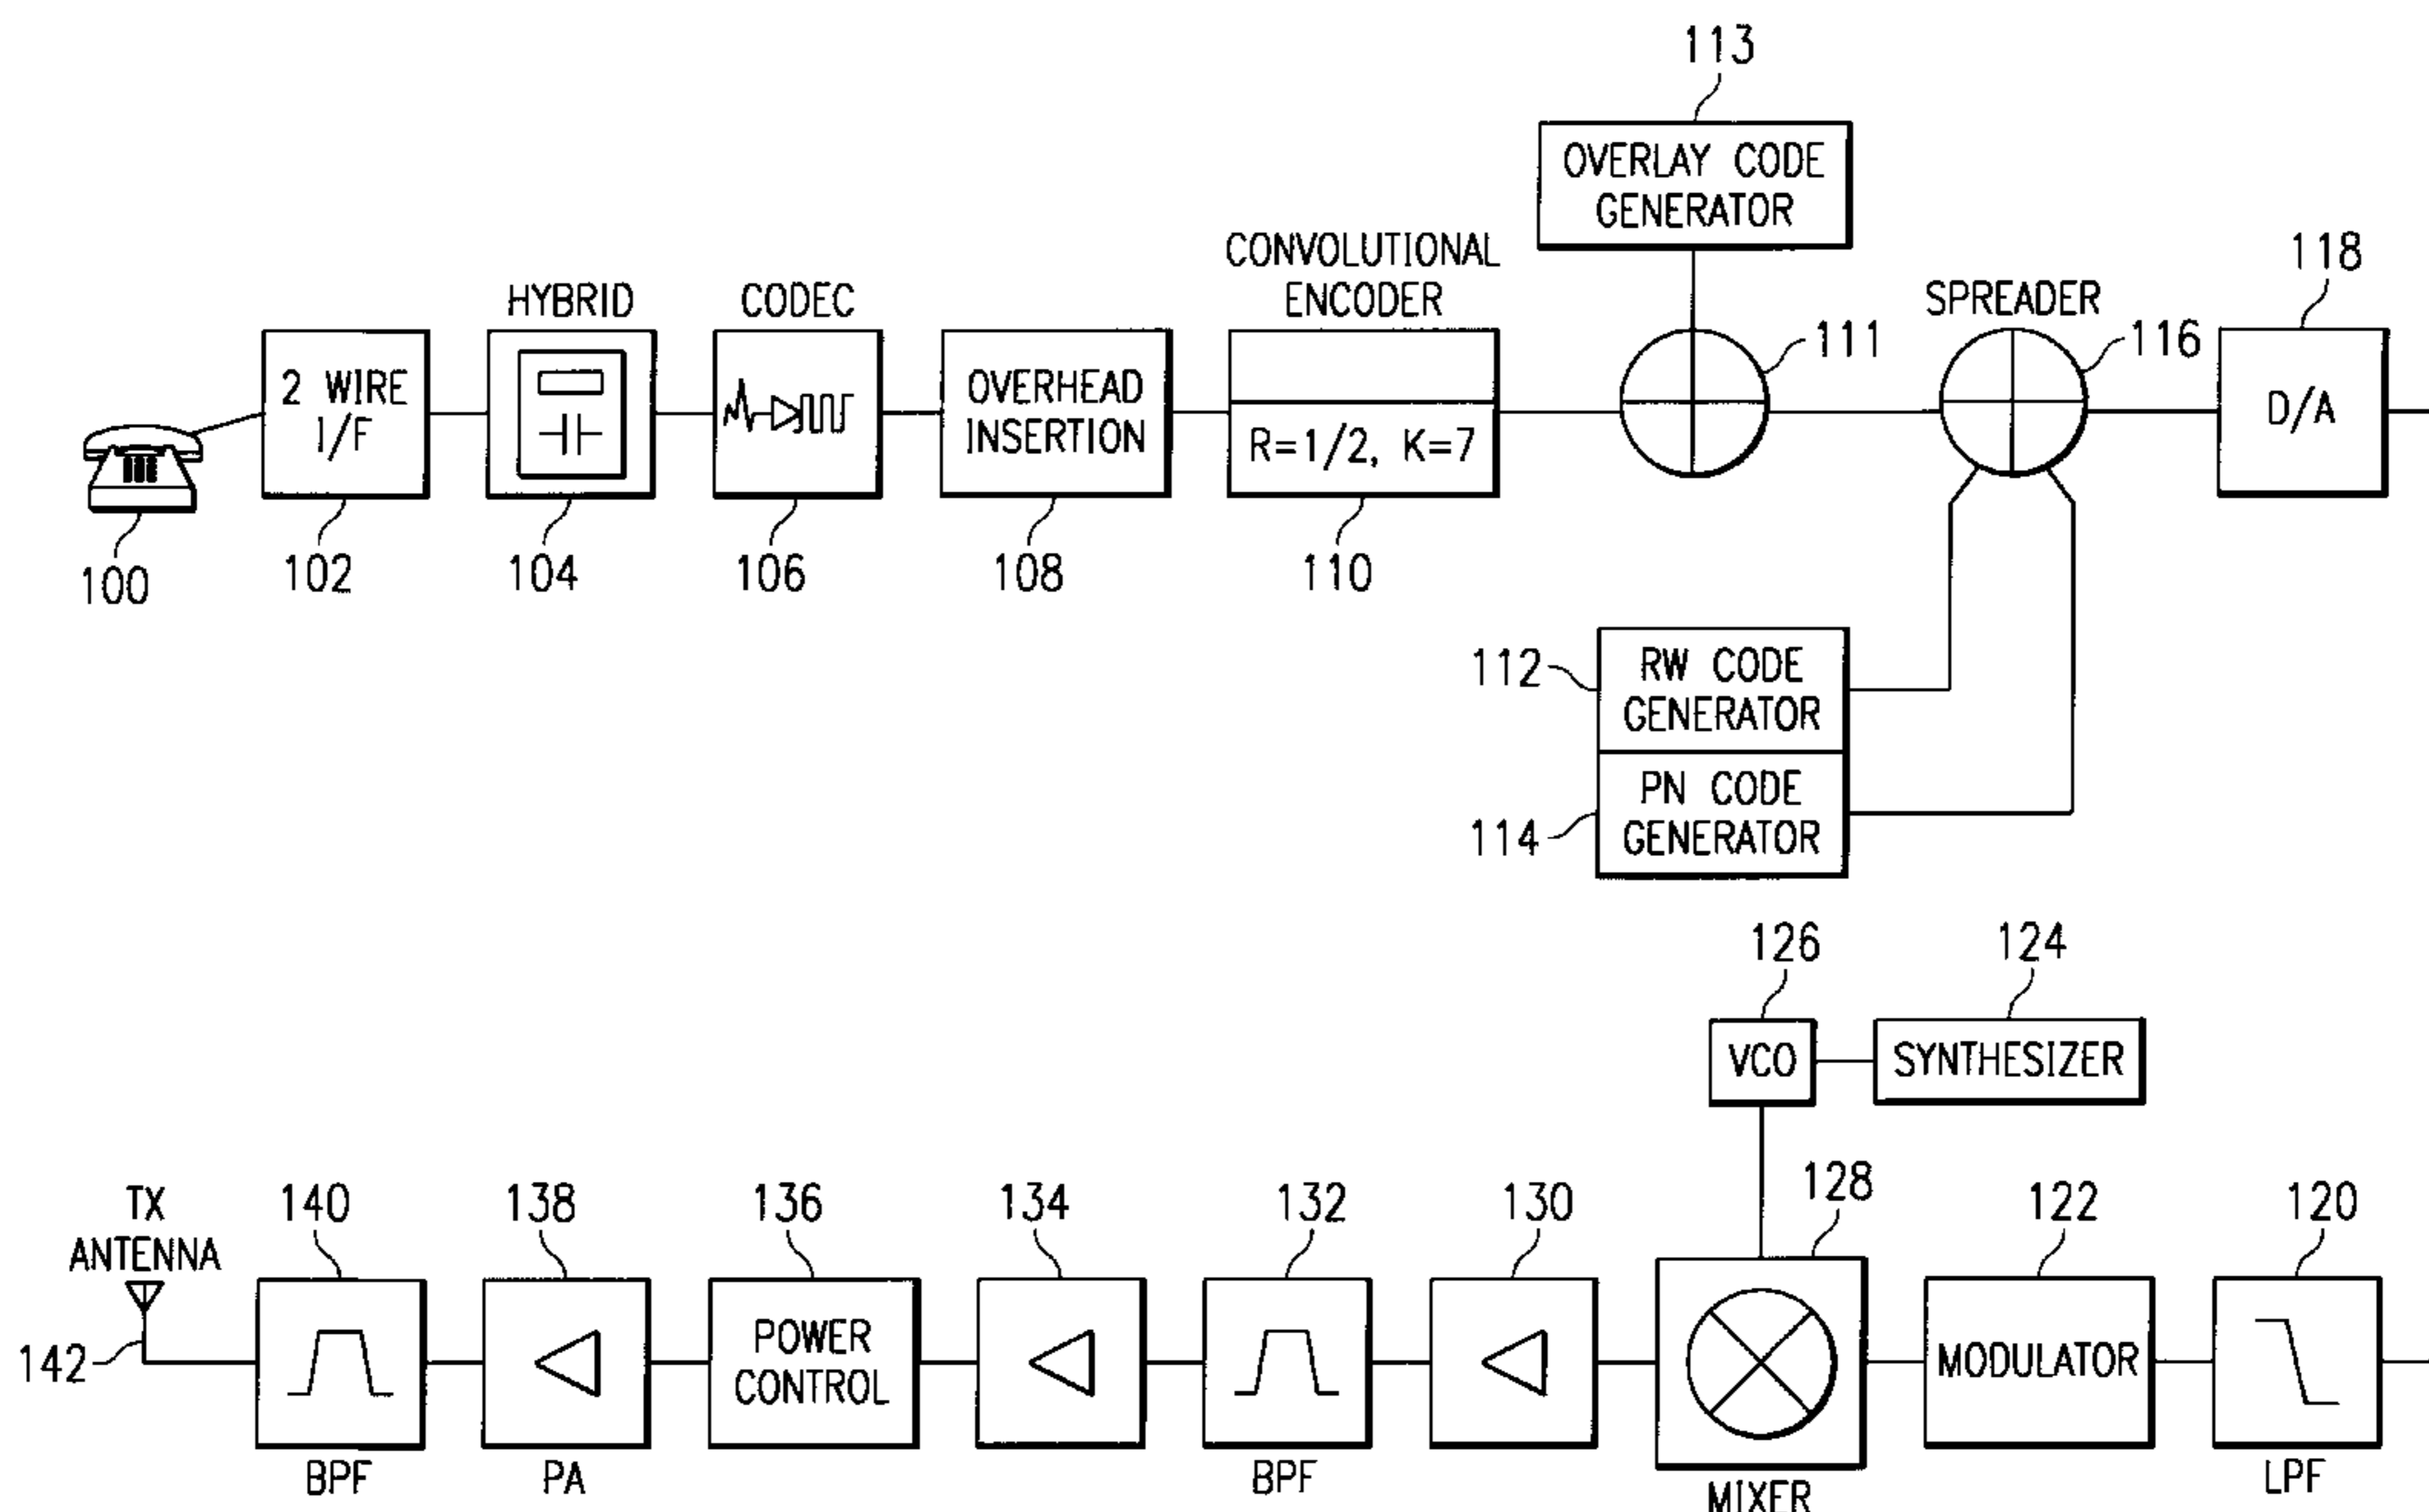 113
OVERLAY CODE
GENERATOR
CONVOLUTIONAL
ENCODER
HYBRID
CODEC
SPREADER
118
2 WIRE
I/F
OVERHEAD
INSERTION
R=1/2, K=7
111
116
D/A
100
102
104
106
108
110
112
RW CODE
GENERATOR
114
PN CODE
GENERATOR
126
124
VCO
SYNTHESIZER
TX
ANTENNA
140
138
136
134
132
130
128
122
120
142
POWER
CONTROL
MODULATOR
BPF
PA
BPF
MIXER
LPF